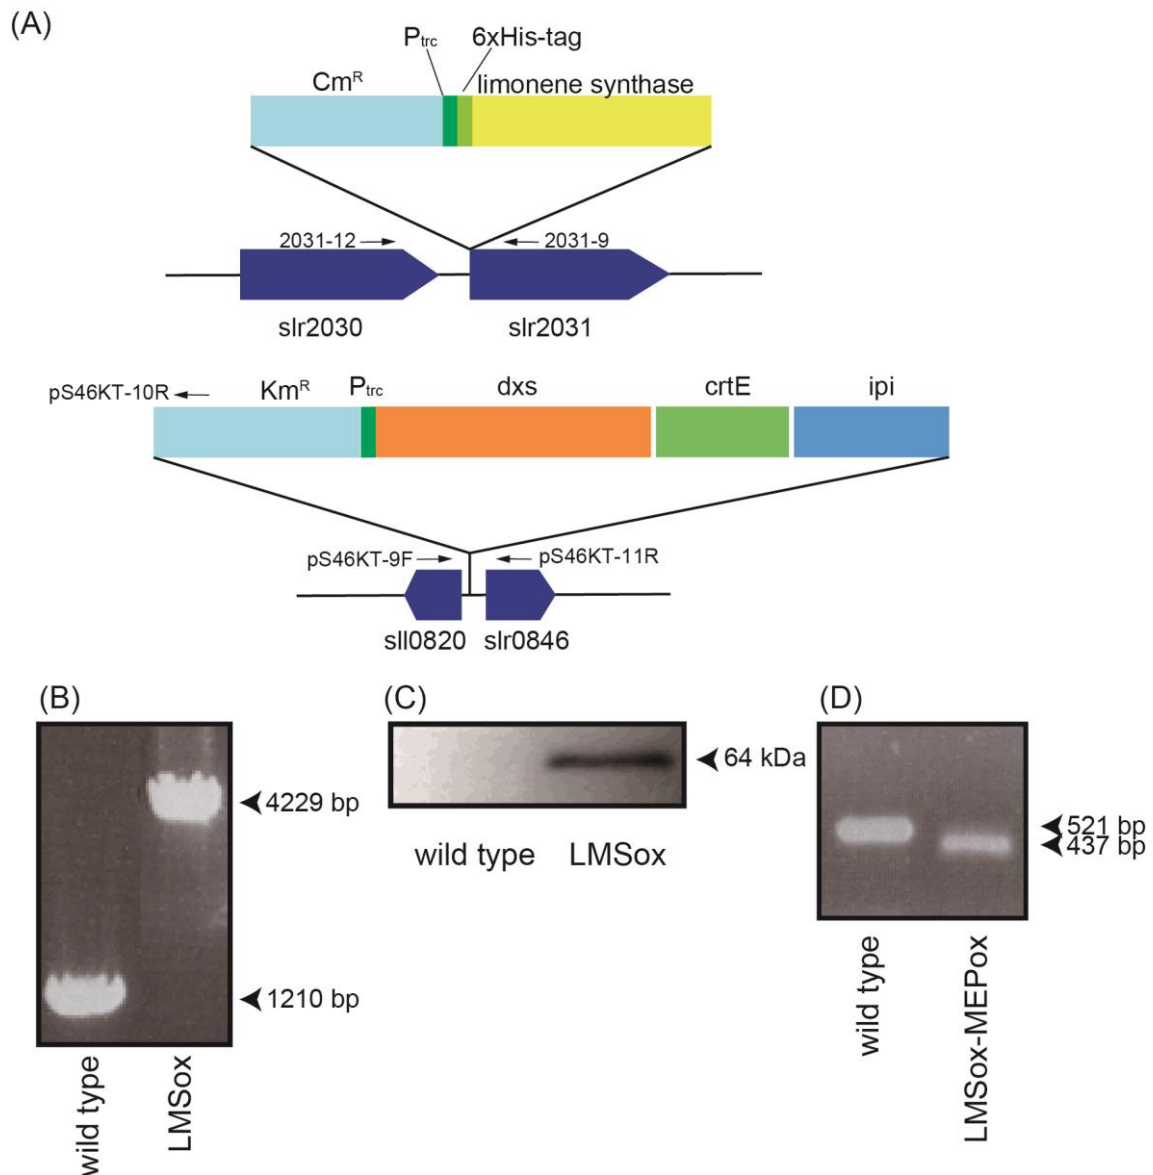 (A)
Ptrc 6xHis-tag
CmR limonene synthase
2031-12 2031-9
slr2030 slr2031
pS46KT-10R KmR Ptrc dxs crtE ipi
pS46KT-9F pS46KT-11R
sll0820 slr0846
(B)
4229 bp
1210 bp
wild type
LMSox
(C)
64 kDa
wild type LMSox
(D)
521 bp
437 bp
wild type
LMSox-MEPox